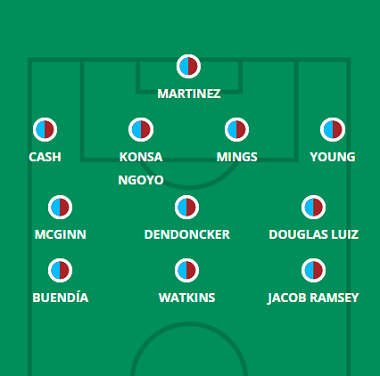 MARTINEZ
CASH KONSA MINGS YOUNG
NGOYO
MCGINN DENDONCKER DOUGLAS LUIZ
BUENDÍA WATKINS JACOB RAMSEY